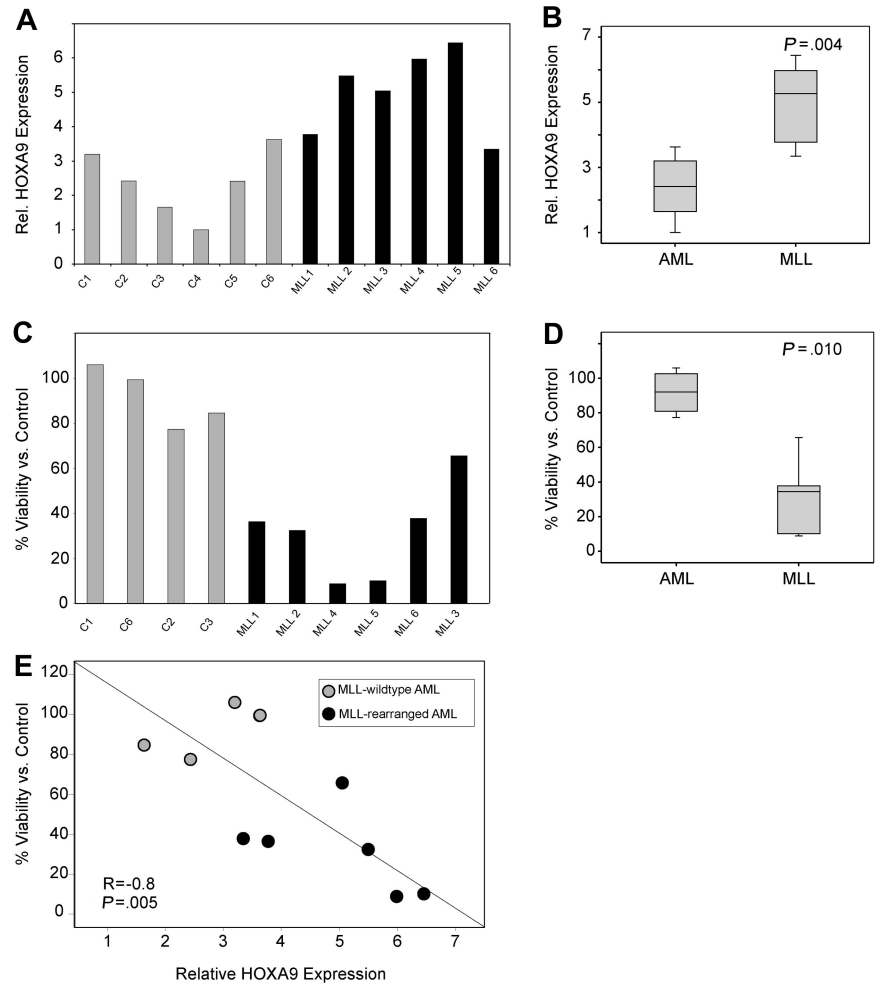 A
Rel. HOXA9 Expression
6
5
4
3
2
1
0
C1
C2
C3
C4
C5
C6
MLL1
MLL 2
MLL 3
MLL 4
MLL 5
MLL 6
B
Rel. HOXA9 Expression
7
5
3
1
P=.004
AML
MLL
C
% Viability vs. Control
100
80
60
40
20
0
C1
C6
C2
C3
MLL1
MLL 2
MLL 4
MLL 5
MLL 6
MLL 3
D
% Viability vs. Control
100
80
60
40
20
0
P=.010
AML
MLL
E
% Viability vs. Control
120
100
80
60
40
20
0
MLL-wildtype AML
MLL-rearranged AML
R=-0.8
P=.005
1
2
3
4
5
6
7
Relative HOXA9 Expression